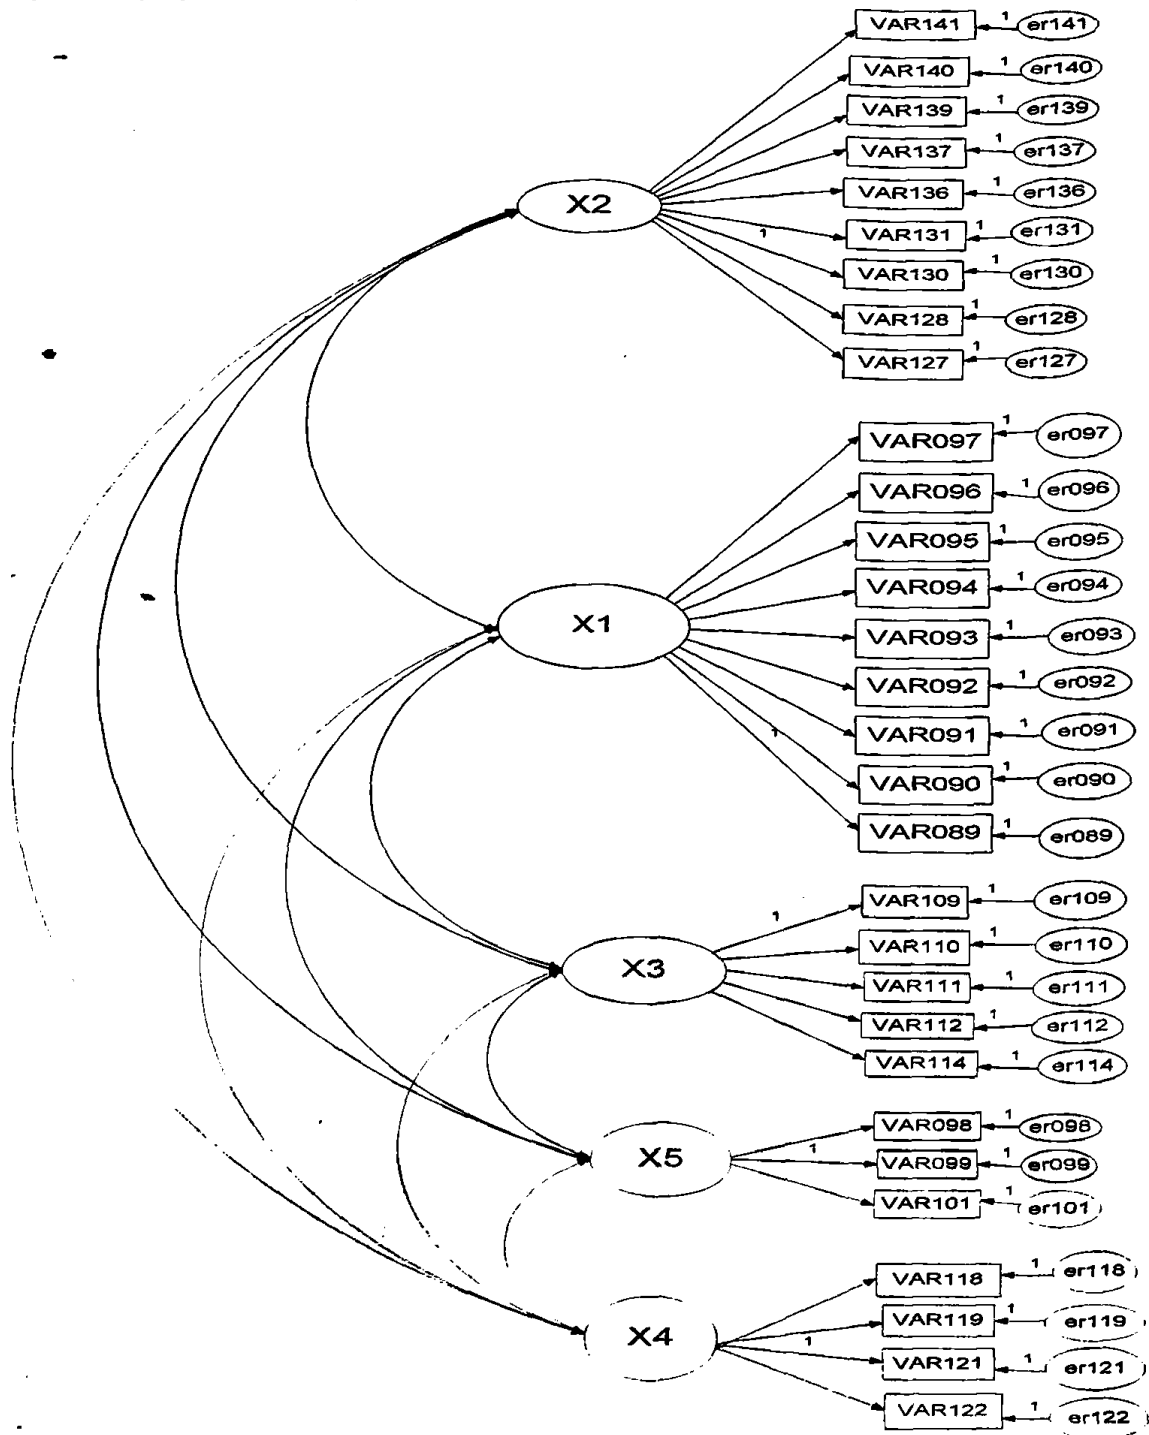 VAR141 1 er141
VAR140 1 er140
VAR139 1 er139
VAR137 1 er137
X2
VAR136 1 er136
1 VAR131 1 er131
VAR130 1 er130
VAR128 1 er128
VAR127 1 er127
VAR097 1 er097
VAR096 1 er096
VAR095 1 er095
VAR094 1 er094
X1
VAR093 1 er093
VAR092 1 er092
1 VAR091 1 er091
VAR090 1 er090
VAR089 1 er089
1 VAR109 1 er109
VAR110 1 er110
X3
VAR111 1 er111
VAR112 1 er112
VAR114 1 er114
VAR098 1 er098
X5
1 VAR099 1 er099
VAR101 1 er101
VAR118 1 er118
VAR119 1 er119
X4
1 VAR121 1 er121
VAR122 1 er122